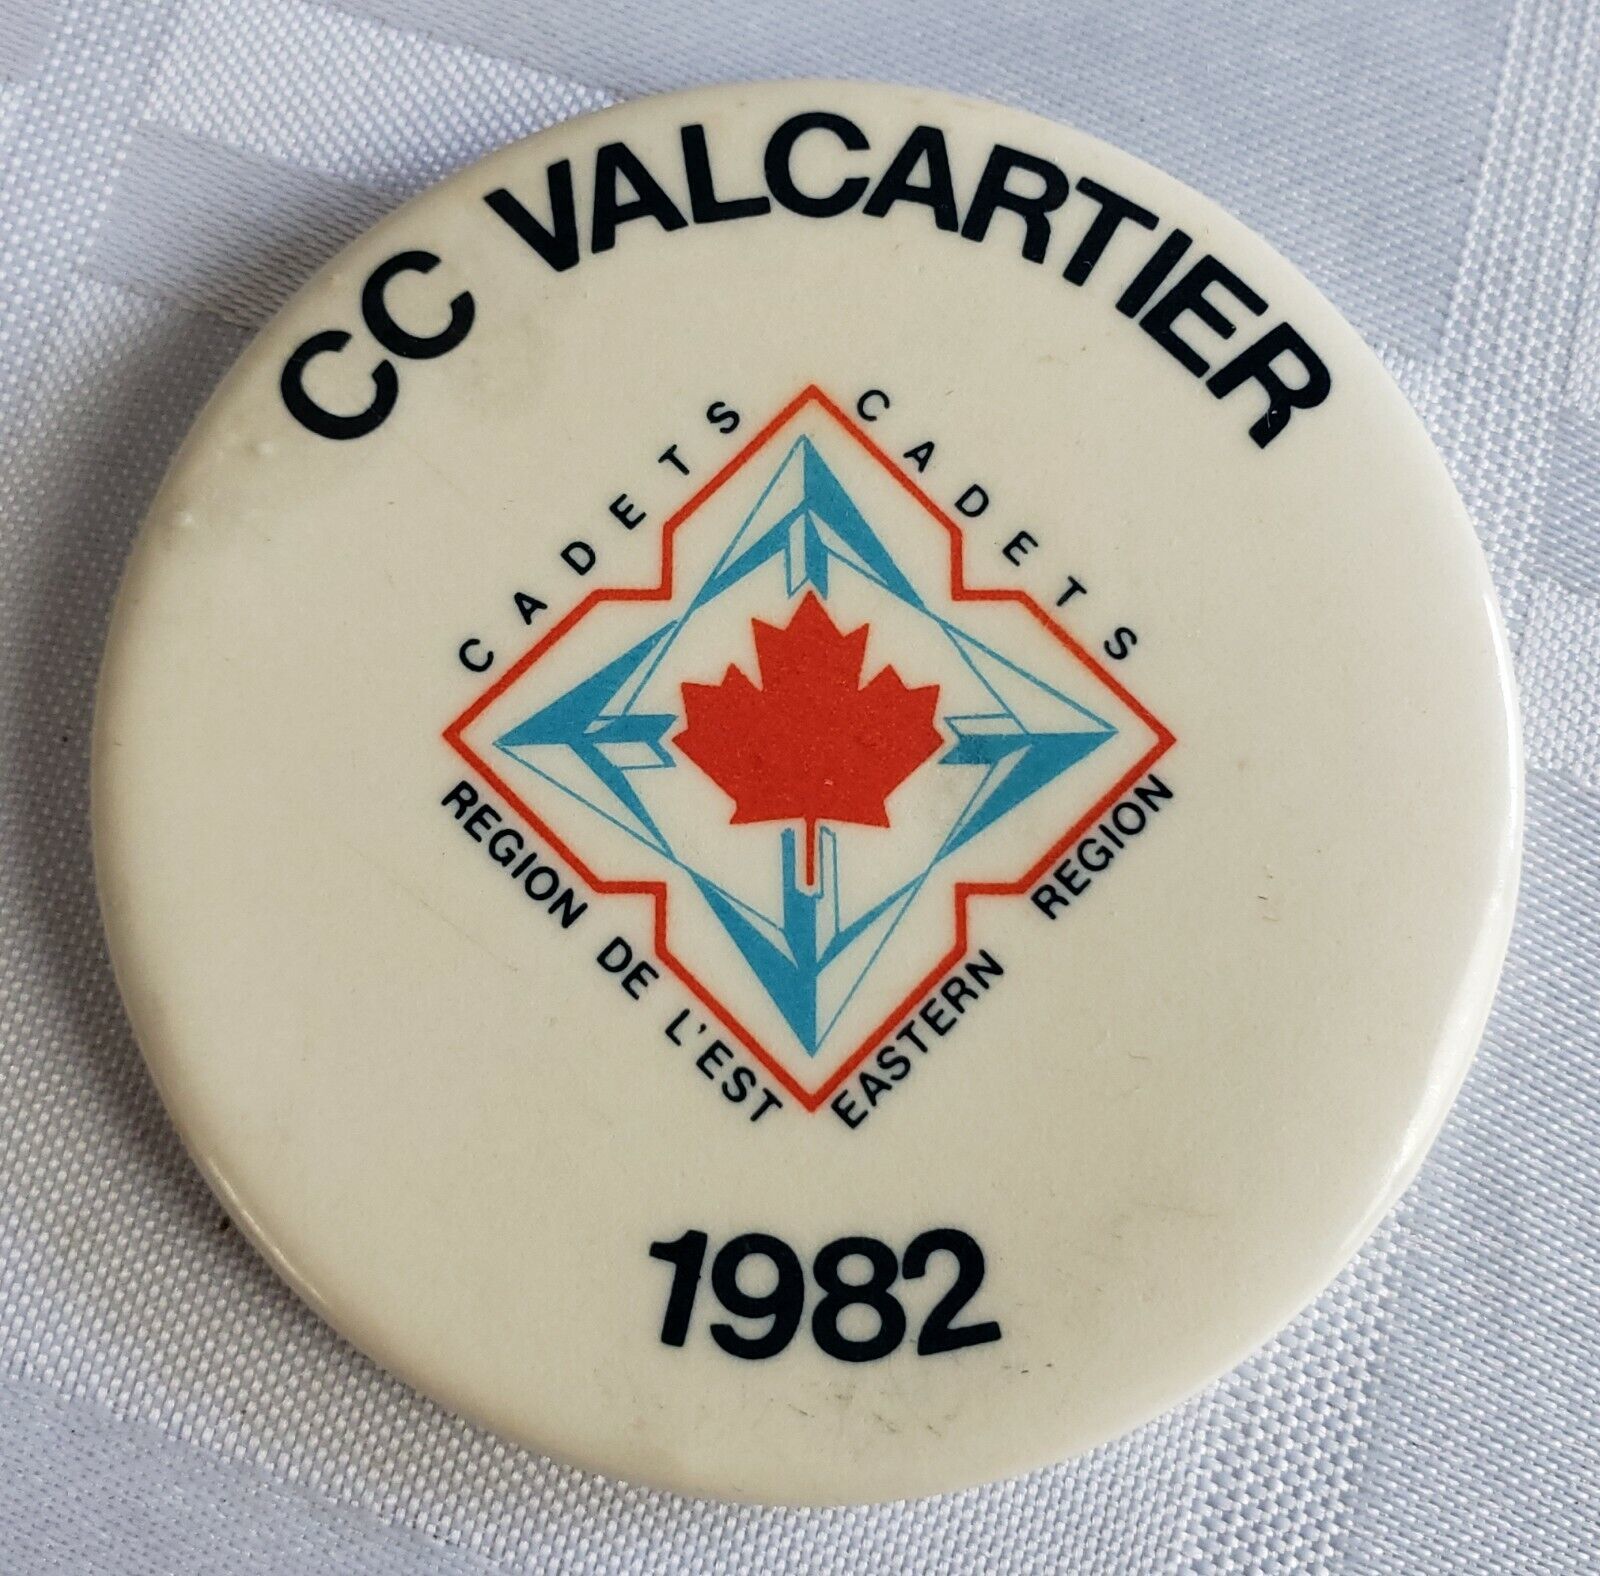 CC VALCARTIER
CADETS CADETS
REGION DE L'EST
EASTERN REGION
1982